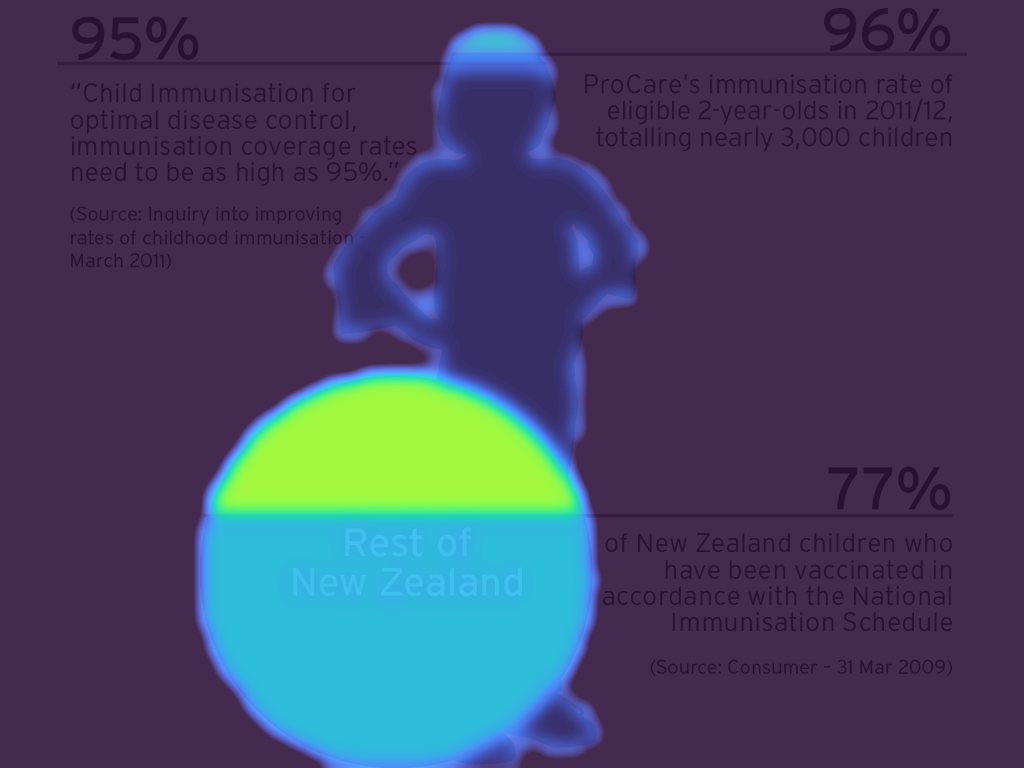 95%
“Child Immunisation for
optimal disease control,
immunisation coverage rates
need to be as high as 95%.”
(Source: Inquiry into improving
rates of childhood immunisation -
March 2011)
96%
ProCare’s immunisation rate of
eligible 2-year-olds in 2011/12,
totalling nearly 3,000 children
Rest of
New Zealand
77%
of New Zealand children who
have been vaccinated in
accordance with the National
Immunisation Schedule
(Source: Consumer – 31 Mar 2009)